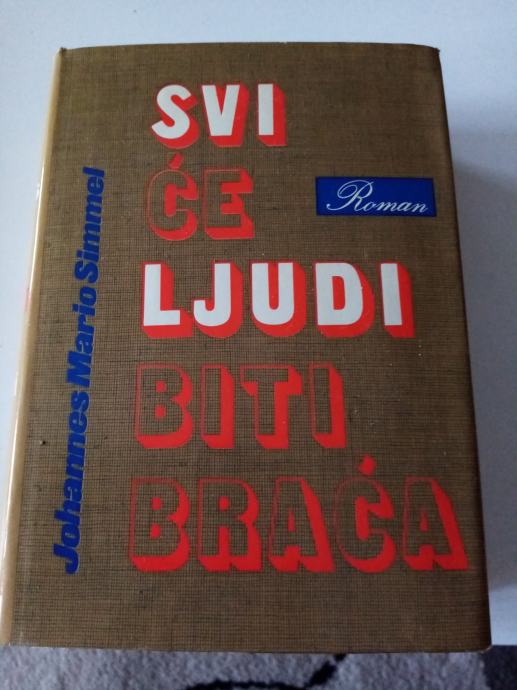 SVI
ĆE
LJUDI
BITI
BRAĆA
Roman
Johannes Mario Simmel